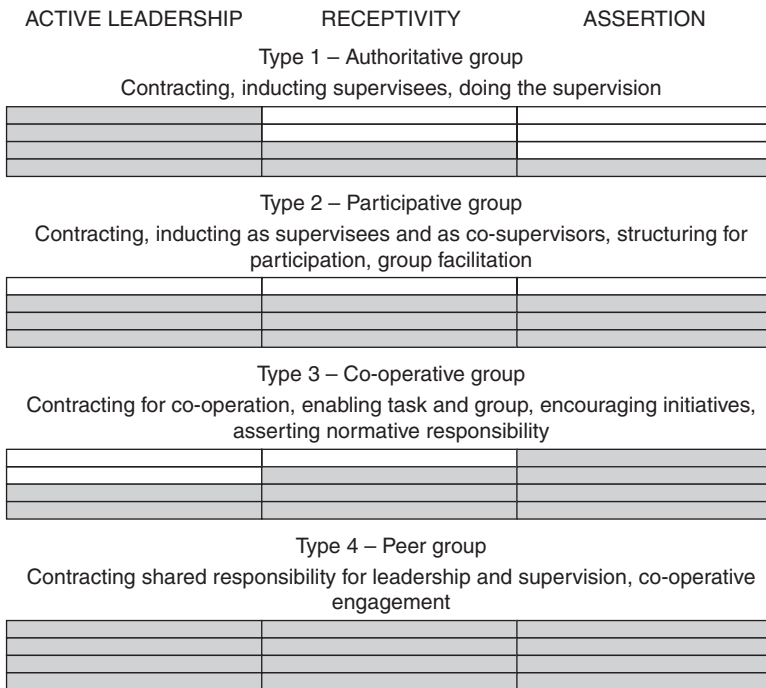 ACTIVE LEADERSHIP RECEPTIVITY ASSERTION
Type 1 – Authoritative group
Contracting, inducting supervisees, doing the supervision
Type 2 – Participative group
Contracting, inducting as supervisees and as co-supervisors, structuring for
participation, group facilitation
Type 3 – Co-operative group
Contracting for co-operation, enabling task and group, encouraging initiatives,
asserting normative responsibility
Type 4 – Peer group
Contracting shared responsibility for leadership and supervision, co-operative
engagement